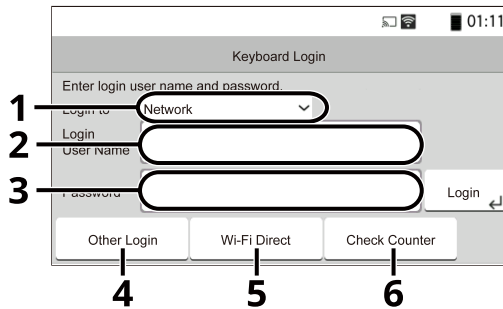 01:11
Keyboard Login
Enter login user name and password.
1
Login to
Network
Login
2
User Name
3
Password
Login
Other Login
Wi-Fi Direct
Check Counter
4
5
6